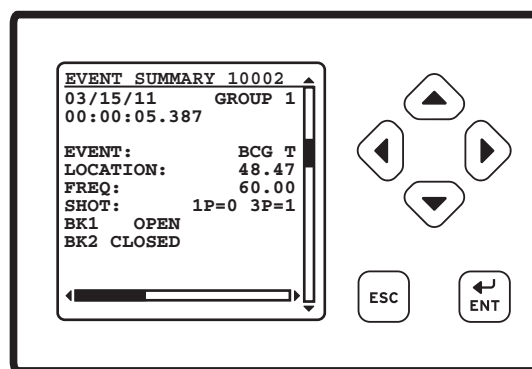 EVENT SUMMARY 10002
03/15/11 GROUP 1
00:00:05.387
EVENT: BCG T
LOCATION: 48.47
FREQ: 60.00
SHOT: 1P=0 3P=1
BK1 OPEN
BK2 CLOSED
ESC
ENT